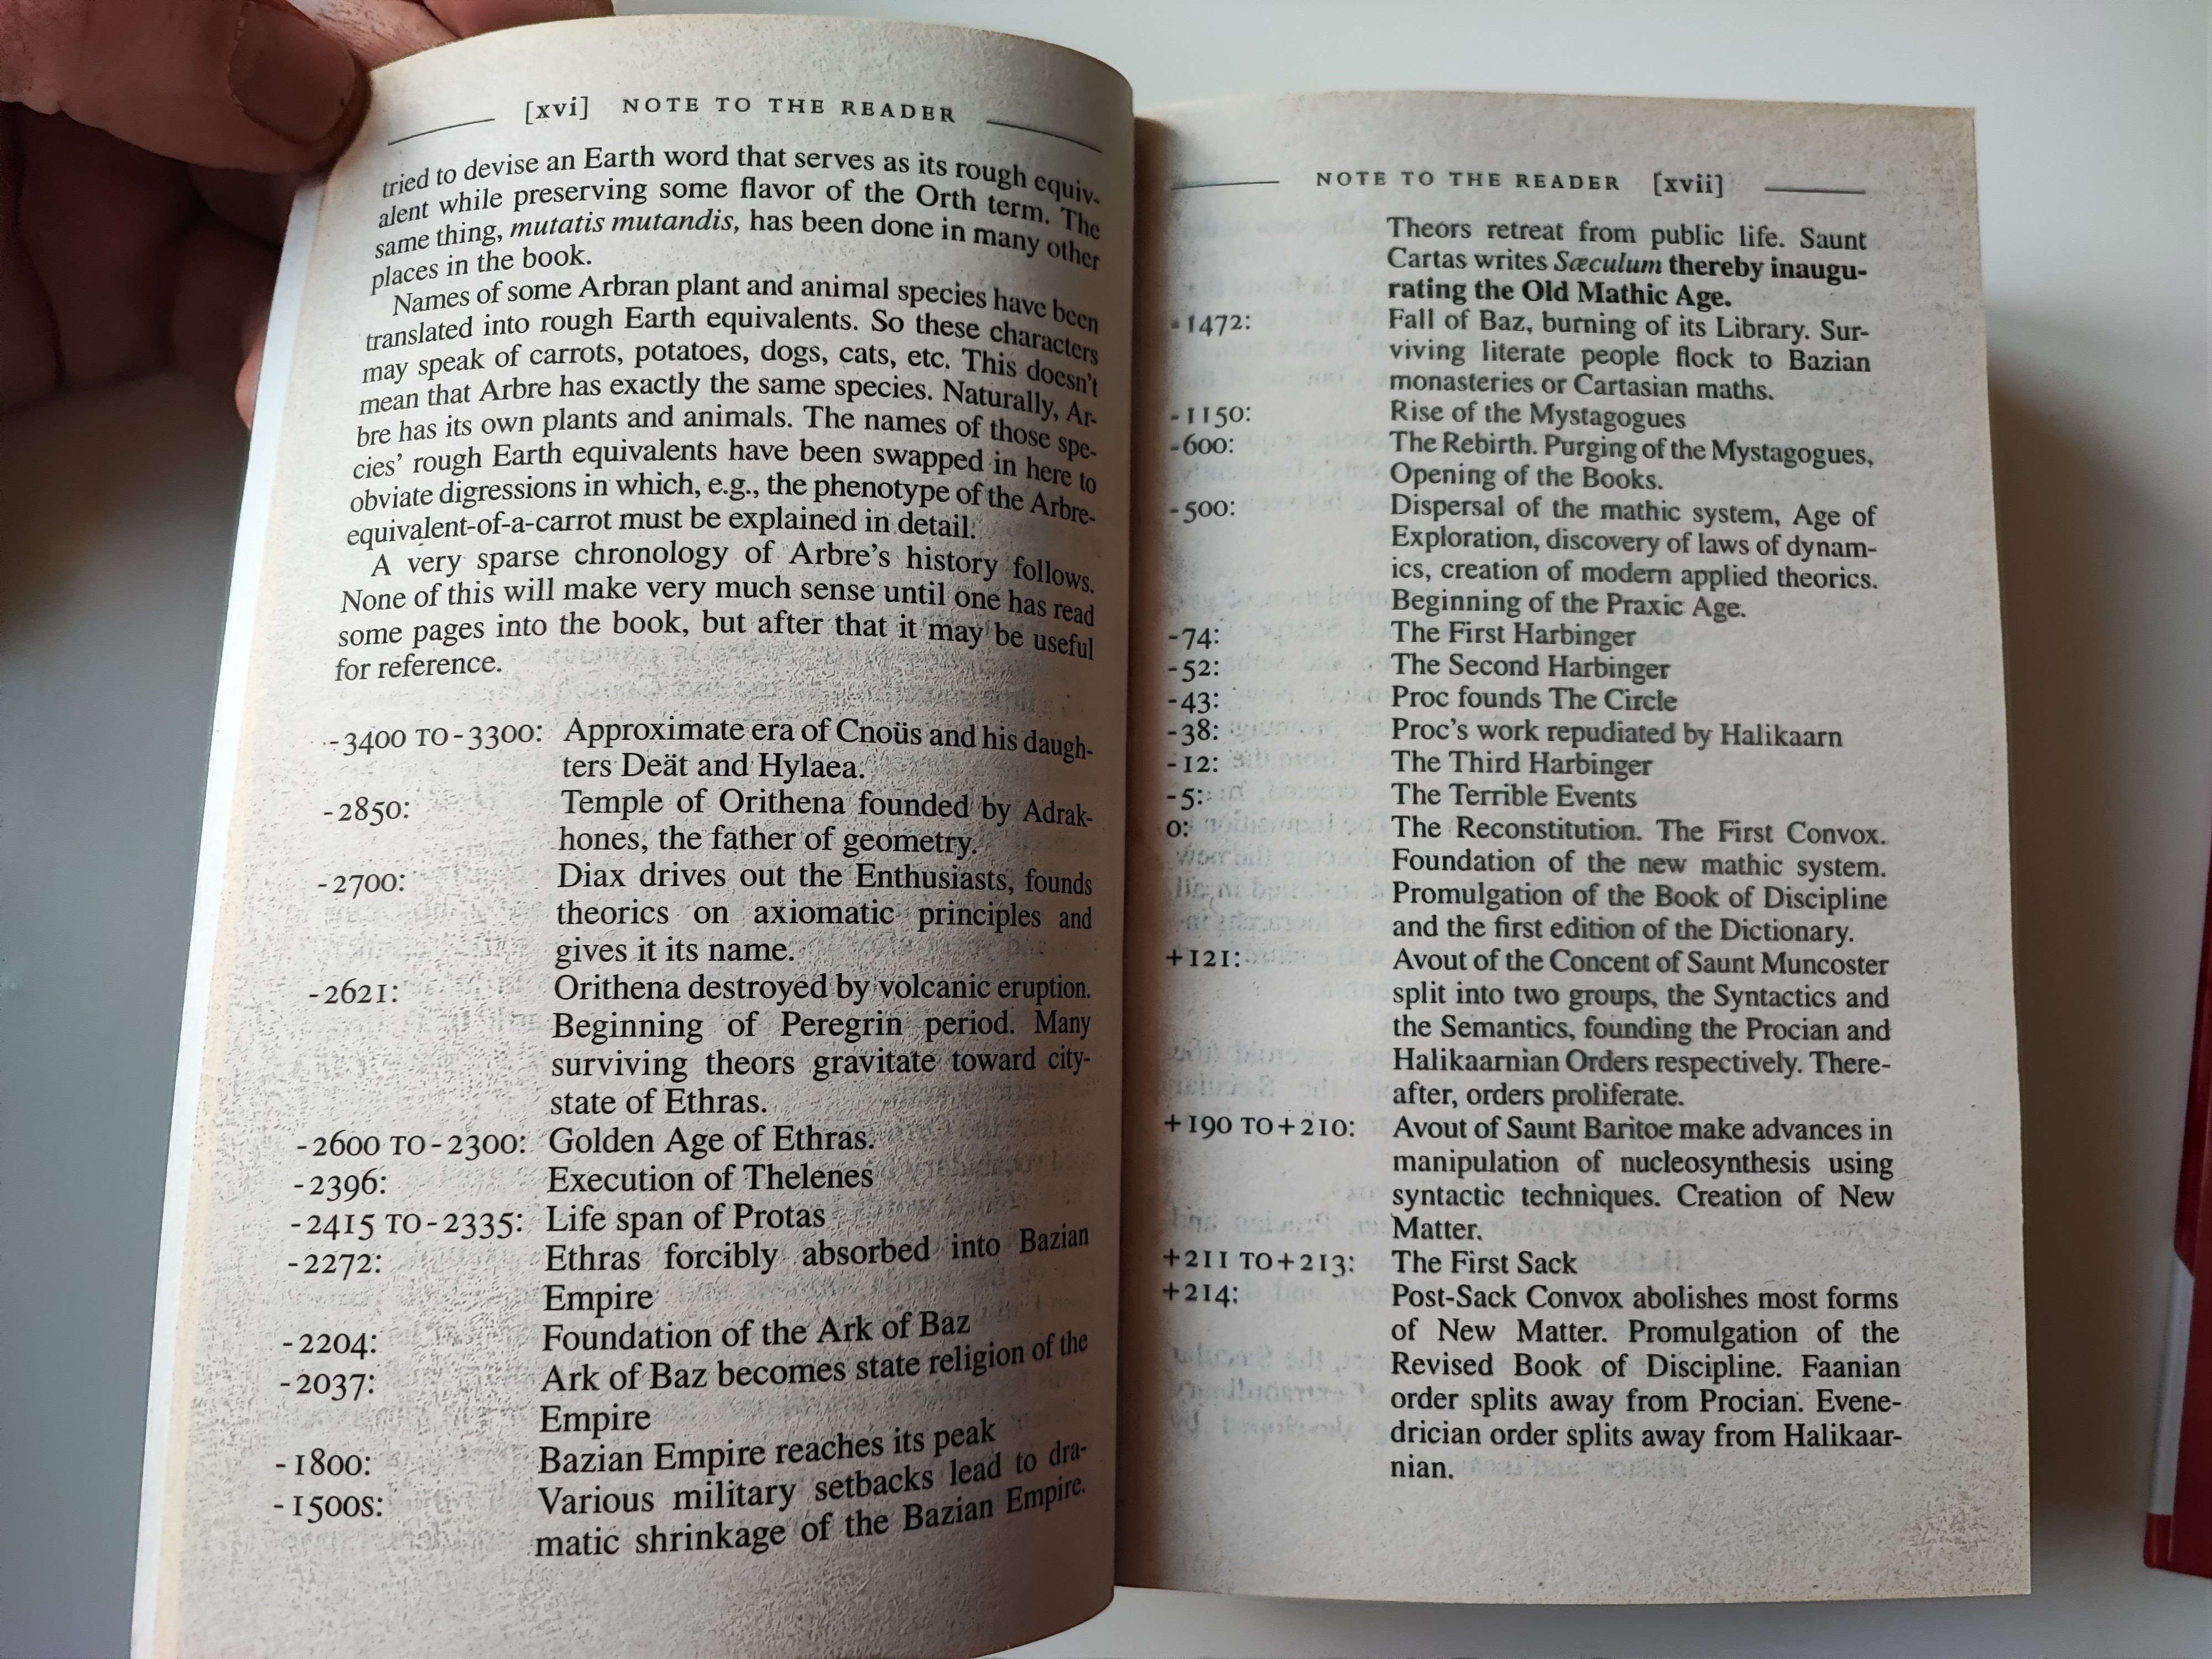 [xvi] NOTE TO THE READER
tried to devise an Earth word that serves as its rough equiv-
alent while preserving some flavor of the Orth term. The
same thing, mutatis mutandis, has been done in many other
places in the book.
Names of some Arbran plant and animal species have been
translated into rough Earth equivalents. So these characters
may speak of carrots, potatoes, dogs, cats, etc. This doesn't
mean that Arbre has exactly the same species. Naturally, Ar-
bre has its own plants and animals. The names of those spe-
cies' rough Earth equivalents have been swapped in here to
obviate digressions in which, e.g., the phenotype of the Arbre-
equivalent-of-a-carrot must be explained in detail.
A very sparse chronology of Arbre's history follows.
None of this will make very much sense until one has read
some pages into the book, but after that it may be useful
for reference.
-3400 TO -3300: Approximate era of Cnoüs and his daugh-
ters Deät and Hylaea.
-2850: Temple of Orithena founded by Adrak-
hones, the father of geometry.
-2700: Diax drives out the Enthusiasts, founds
theorics on axiomatic principles and
gives it its name.
-2621: Orithena destroyed by volcanic eruption.
Beginning of Peregrin period. Many
surviving theors gravitate toward city-
state of Ethras.
-2600 TO -2300: Golden Age of Ethras.
-2396: Execution of Thelenes
-2415 TO -2335: Life span of Protas
-2272: Ethras forcibly absorbed into Bazian
Empire
-2204: Foundation of the Ark of Baz
-2037: Ark of Baz becomes state religion of the
Empire
-1800: Bazian Empire reaches its peak
-1500S: Various military setbacks lead to dra-
matic shrinkage of the Bazian Empire.
NOTE TO THE READER [xvii]
Theors retreat from public life. Saunt
Cartas writes Sæculum thereby inaugu-
rating the Old Mathic Age.
-1472: Fall of Baz, burning of its Library. Sur-
viving literate people flock to Bazian
monasteries or Cartasian maths.
-1150: Rise of the Mystagogues
-600: The Rebirth. Purging of the Mystagogues,
Opening of the Books.
-500: Dispersal of the mathic system, Age of
Exploration, discovery of laws of dynam-
ics, creation of modern applied theorics.
Beginning of the Praxic Age.
-74: The First Harbinger
-52: The Second Harbinger
-43: Proc founds The Circle
-38: Proc's work repudiated by Halikaarn
-12: The Third Harbinger
-5: The Terrible Events
0: The Reconstitution. The First Convox.
Foundation of the new mathic system.
Promulgation of the Book of Discipline
and the first edition of the Dictionary.
+121: Avout of the Concent of Saunt Muncoster
split into two groups, the Syntactics and
the Semantics, founding the Procian and
Halikaarnian Orders respectively. There-
after, orders proliferate.
+190 TO +210: Avout of Saunt Baritoe make advances in
manipulation of nucleosynthesis using
syntactic techniques. Creation of New
Matter.
+211 TO +213: The First Sack
+214: Post-Sack Convox abolishes most forms
of New Matter. Promulgation of the
Revised Book of Discipline. Faanian
order splits away from Procian. Evene-
drician order splits away from Halikaar-
nian.